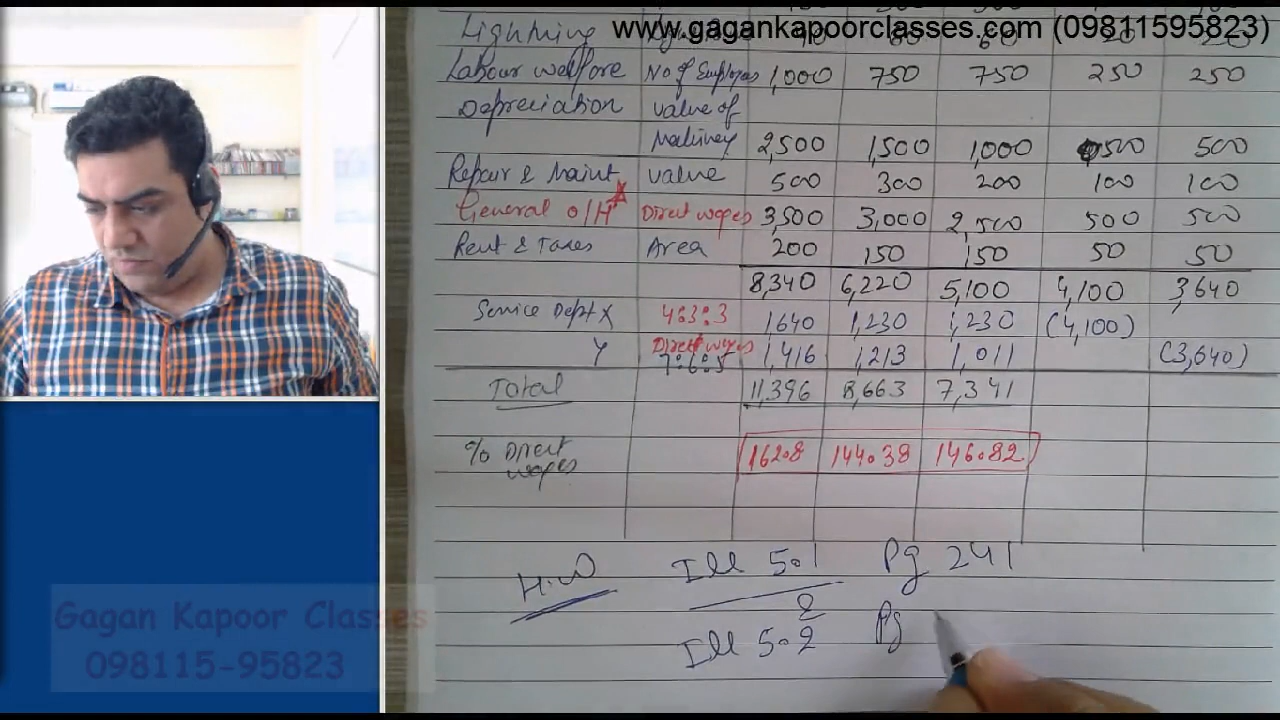 www.gagankapoorclasses.com (09811595823)
Lightning
Labour welfare No of Employees 1,000 750 750 250 250
Depreciation value of
Machinery 2,500 1,500 1,000 500 500
Repair & Maint value 500 300 200 100 100
General O/H Direct wages 3,500 3,000 2,500 500 500
Rent & Taxes Area 200 150 150 50 50
8,340 6,220 5,100 4,100 3,640
Service Dept X 4:3:3 1,640 1,230 1,230 (4,100)
Y Direct wages 1,416 1,213 1,011 (3,640)
7:6:5
Total 11,396 8,663 7,341
% Direct 162.8 144.38 146.82
wages
H.W Ill 5.1 Pg 241
&
Ill 5.2 Pg
Gagan Kapoor Classes
098115-95823